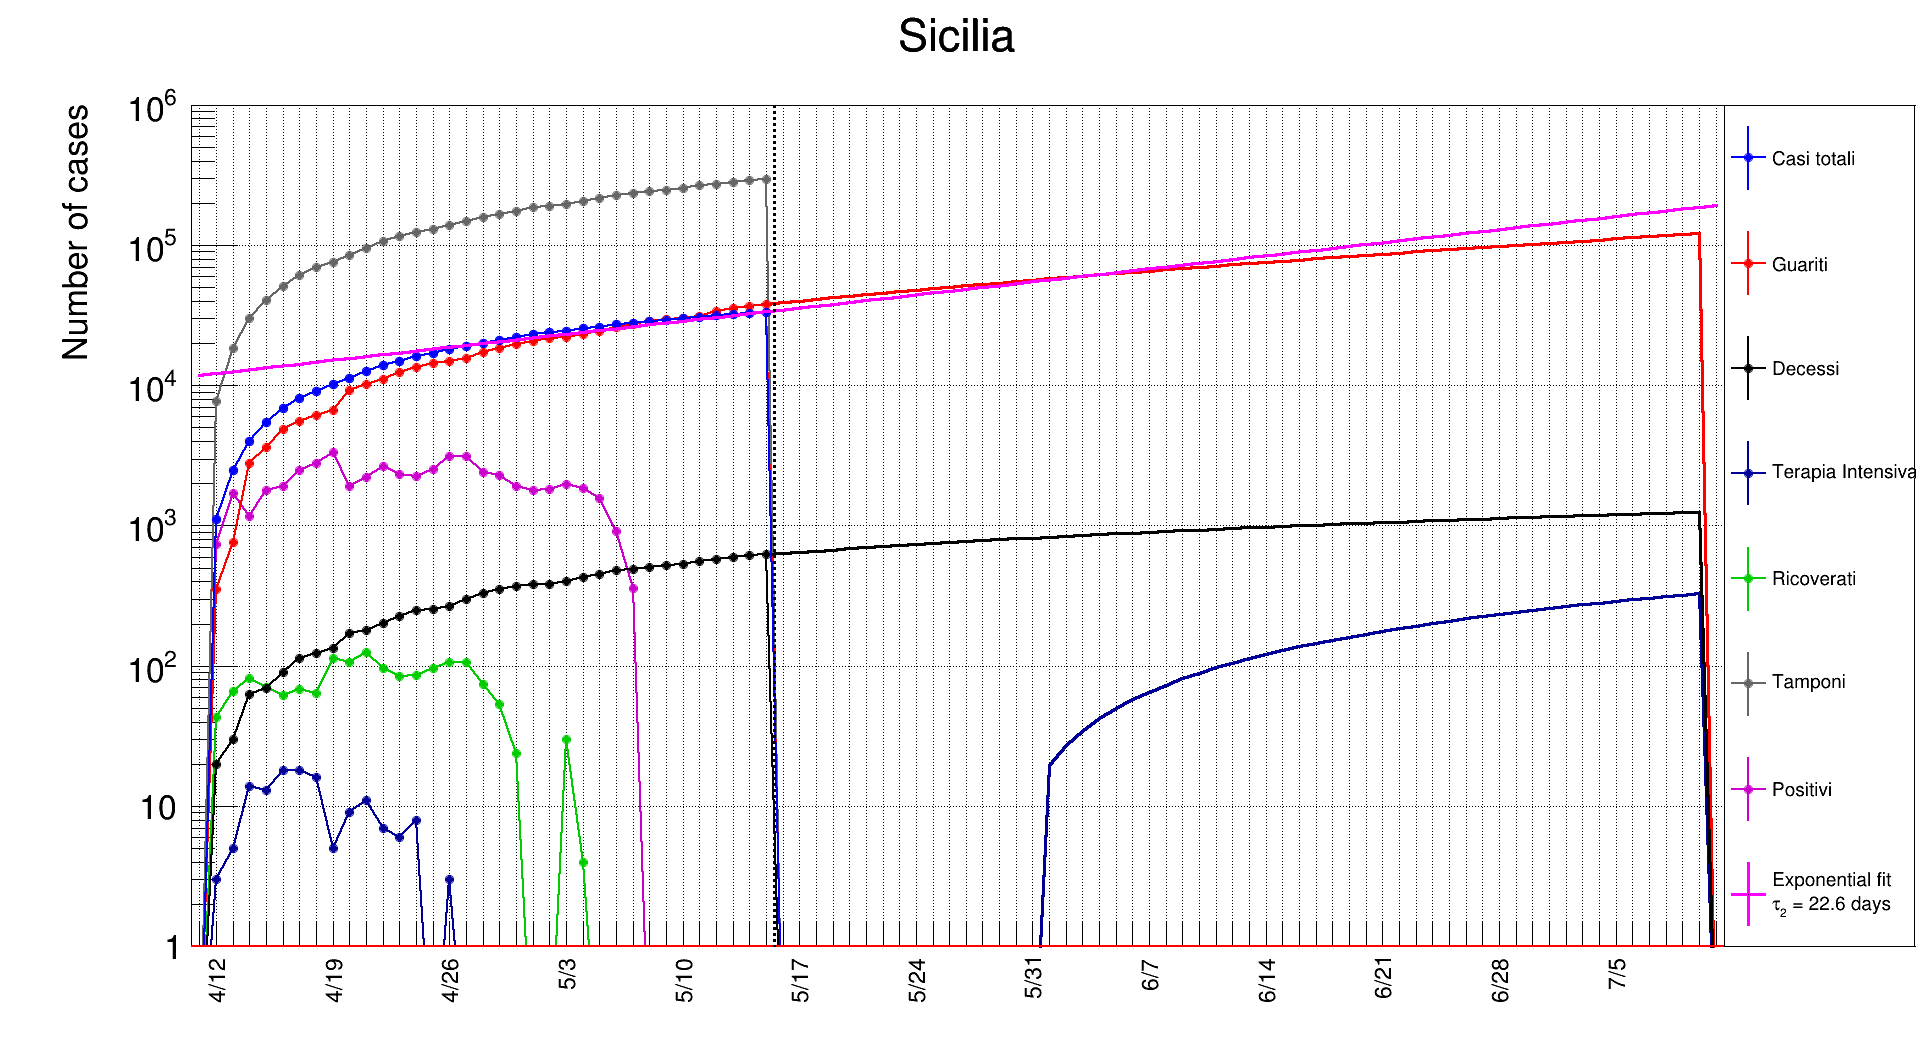 Sicilia
Number of cases
10^6
10^5
10^4
10^3
10^2
10
1
4/12
4/19
4/26
5/3
5/10
5/17
5/24
5/31
6/7
6/14
6/21
6/28
7/5
Casi totali
Guariti
Decessi
Terapia Intensiva
Ricoverati
Tamponi
Positivi
Exponential fit
τ₂ = 22.6 days